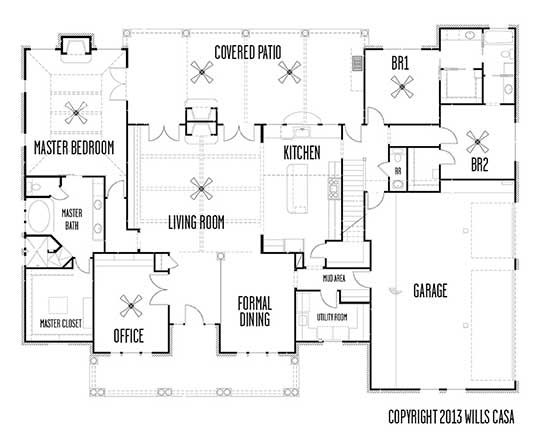 COVERED PATIO
BR1
MASTER BEDROOM
KITCHEN
BR2
RR
MASTER
BATH
LIVING ROOM
MUD AREA
GARAGE
FORMAL
DINING
MASTER CLOSET
OFFICE
UTILITY ROOM
COPYRIGHT 2013 WILLS CASA